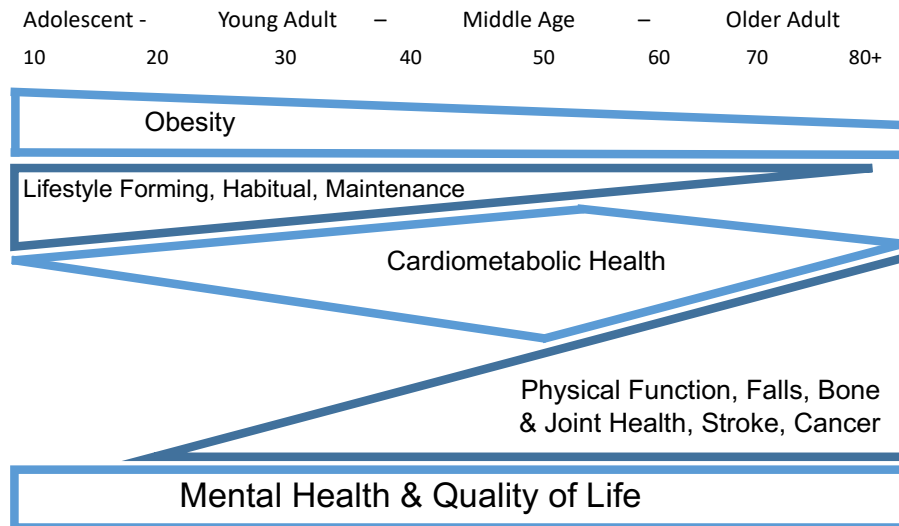 Adolescent - Young Adult – Middle Age – Older Adult
10 20 30 40 50 60 70 80+
Obesity
Lifestyle Forming, Habitual, Maintenance
Cardiometabolic Health
Physical Function, Falls, Bone
& Joint Health, Stroke, Cancer
Mental Health & Quality of Life